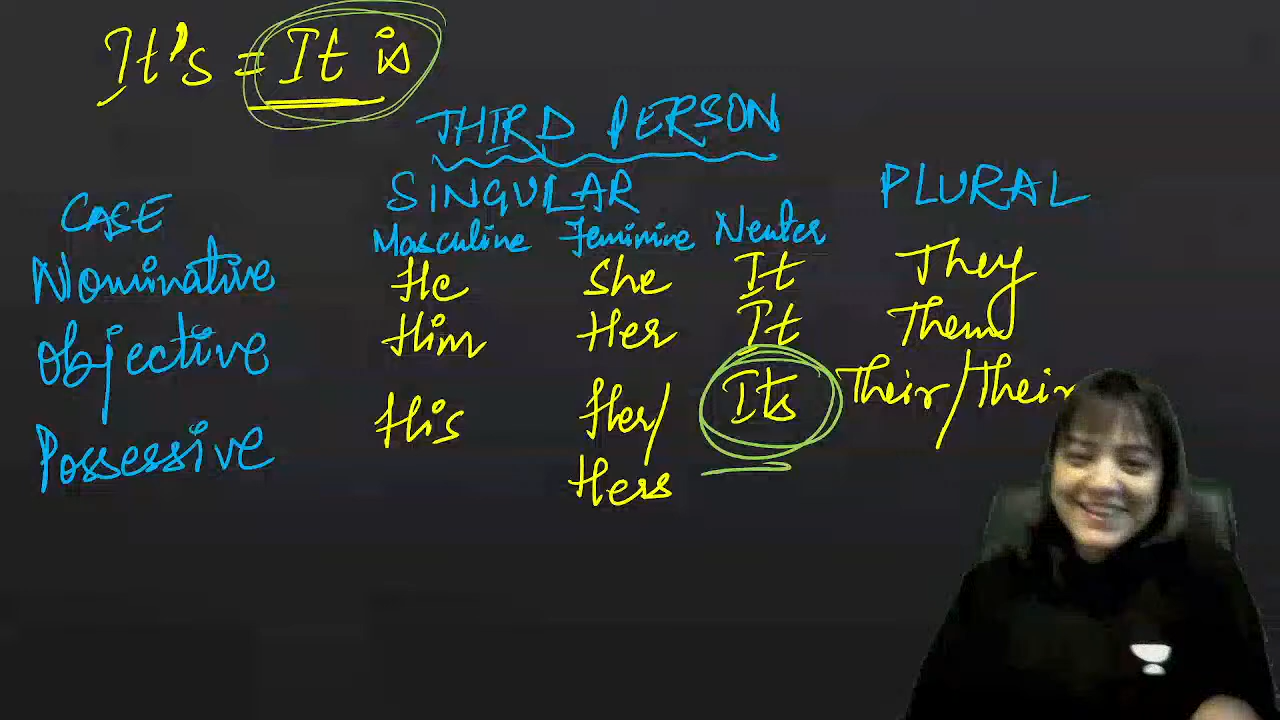 It's = It is
THIRD PERSON
SINGULAR PLURAL
CASE Masculine Feminine Neuter
Nominative He She It They
Objective Him Her It Them
Possessive His Her/ Its Their/Their
Hers